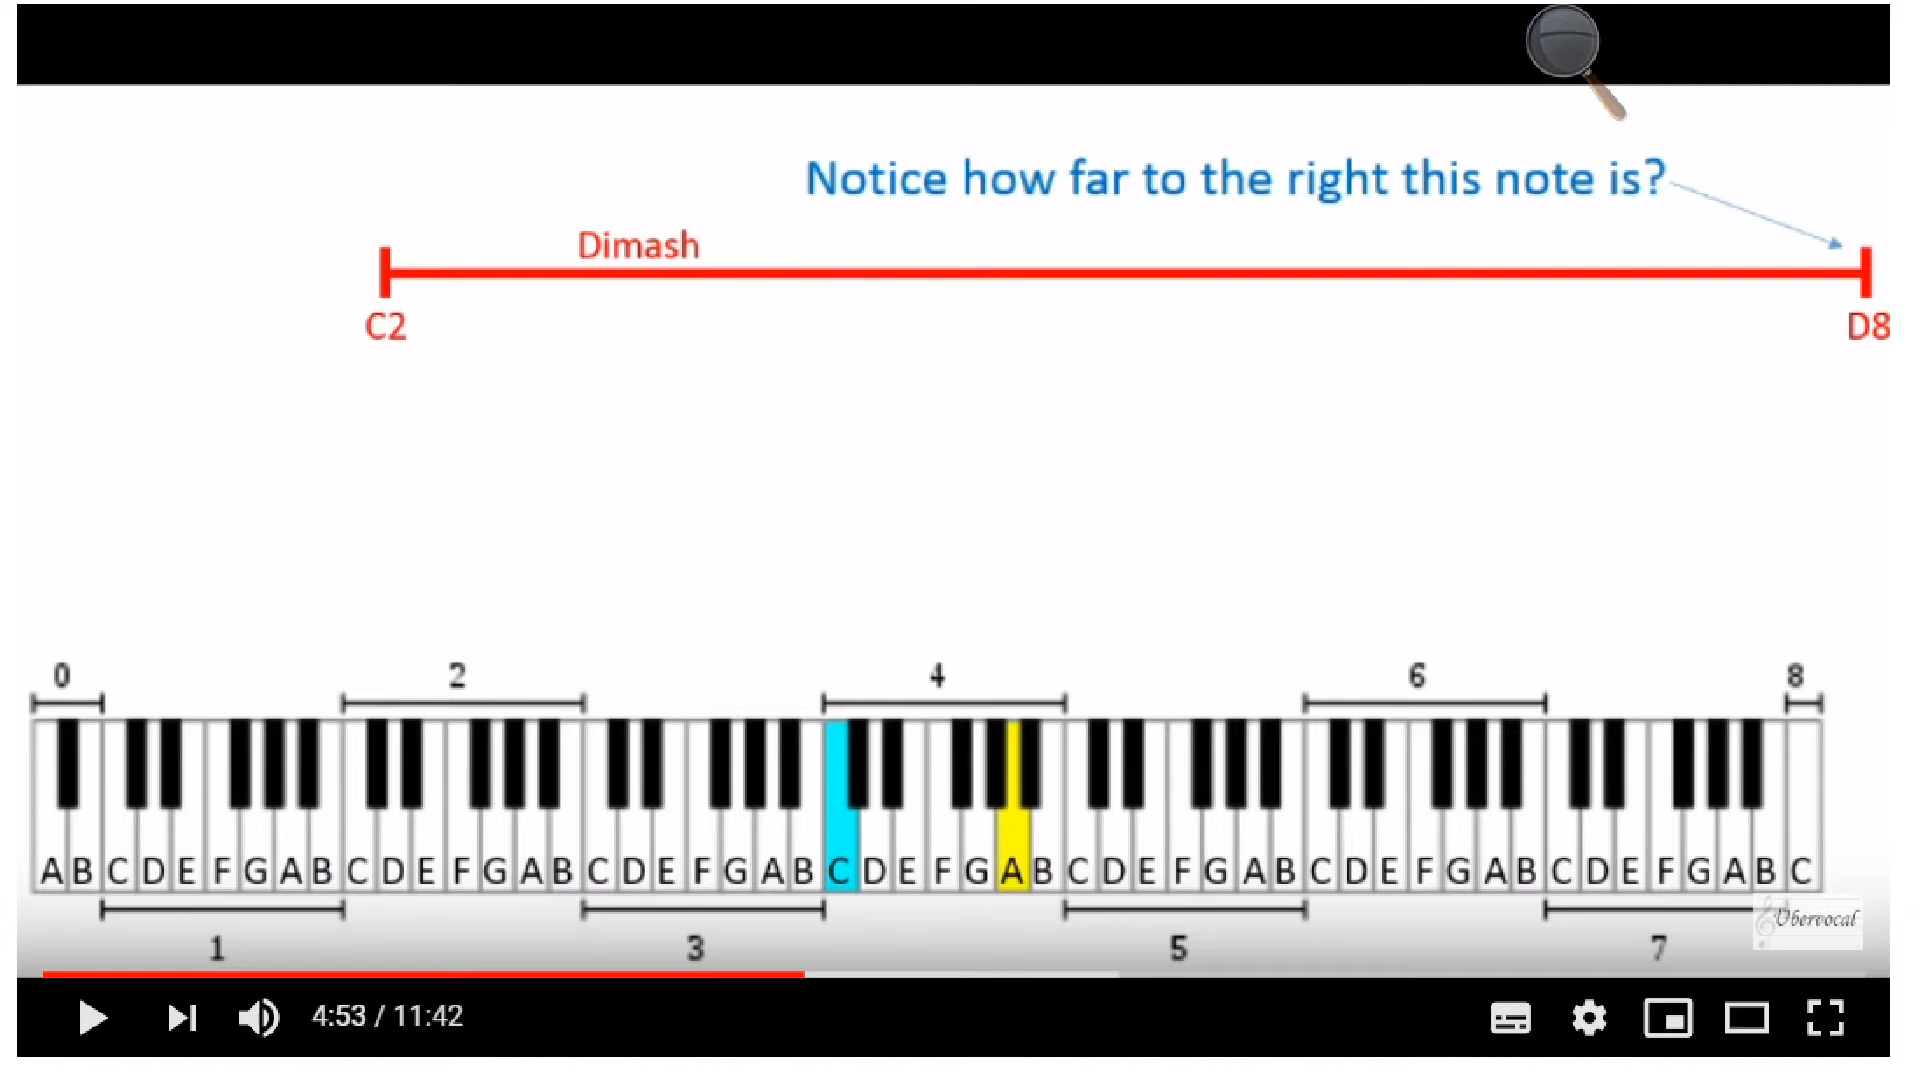 Notice how far to the right this note is?
Dimash
C2
D8
0 2 4 6 8
A B C D E F G A B C D E F G A B C D E F G A B C D E F G A B C D E F G A B C D E F G A B C D E F G A B C
Übervocal
1 3 5 7
4:53 / 11:42